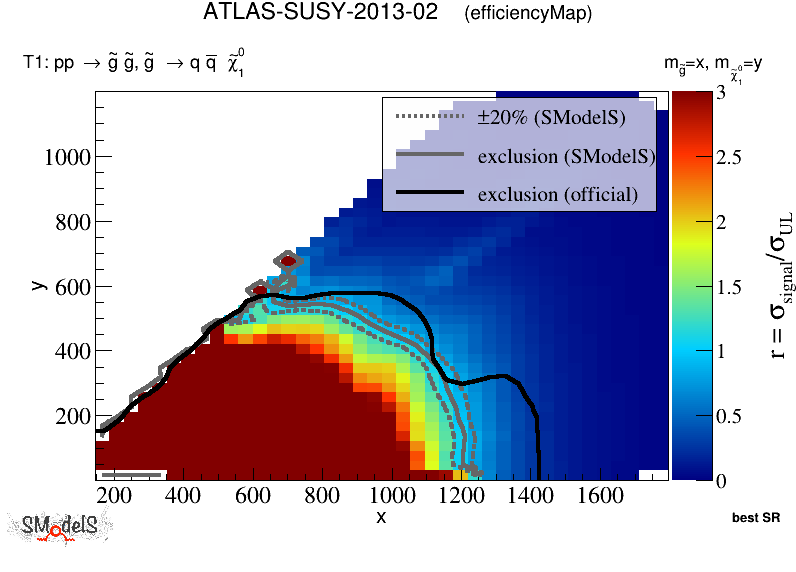 ATLAS-SUSY-2013-02 (efficiencyMap)
T1: pp → g̃ g̃, g̃ → q q̅ χ̃₁⁰
m_g̃=x, m_χ̃₁⁰=y
±20% (SModelS)
exclusion (SModelS)
exclusion (official)
y
1000
800
600
400
200
200 400 600 800 1000 1200 1400 1600
x
3
2.5
2
1.5
1
0.5
0
r = σ_signal/σ_UL
best SR
SModelS